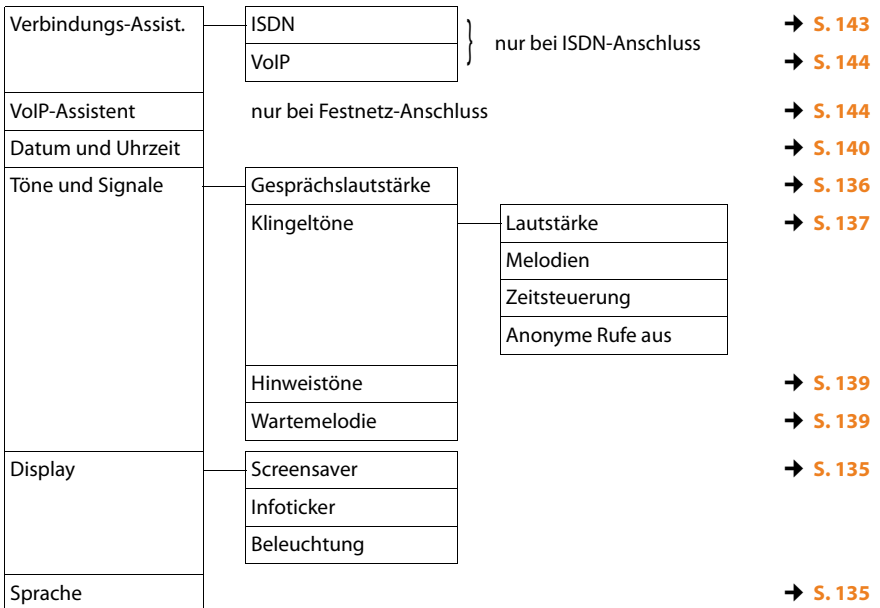 Verbindungs-Assist. ISDN nur bei ISDN-Anschluss ➔ S. 143
VoIP ➔ S. 144
VoIP-Assistent nur bei Festnetz-Anschluss ➔ S. 144
Datum und Uhrzeit ➔ S. 140
Töne und Signale Gesprächslautstärke ➔ S. 136
Klingeltöne Lautstärke ➔ S. 137
Melodien
Zeitsteuerung
Anonyme Rufe aus
Hinweistöne ➔ S. 139
Wartemelodie ➔ S. 139
Display Screensaver ➔ S. 135
Infoticker
Beleuchtung
Sprache ➔ S. 135